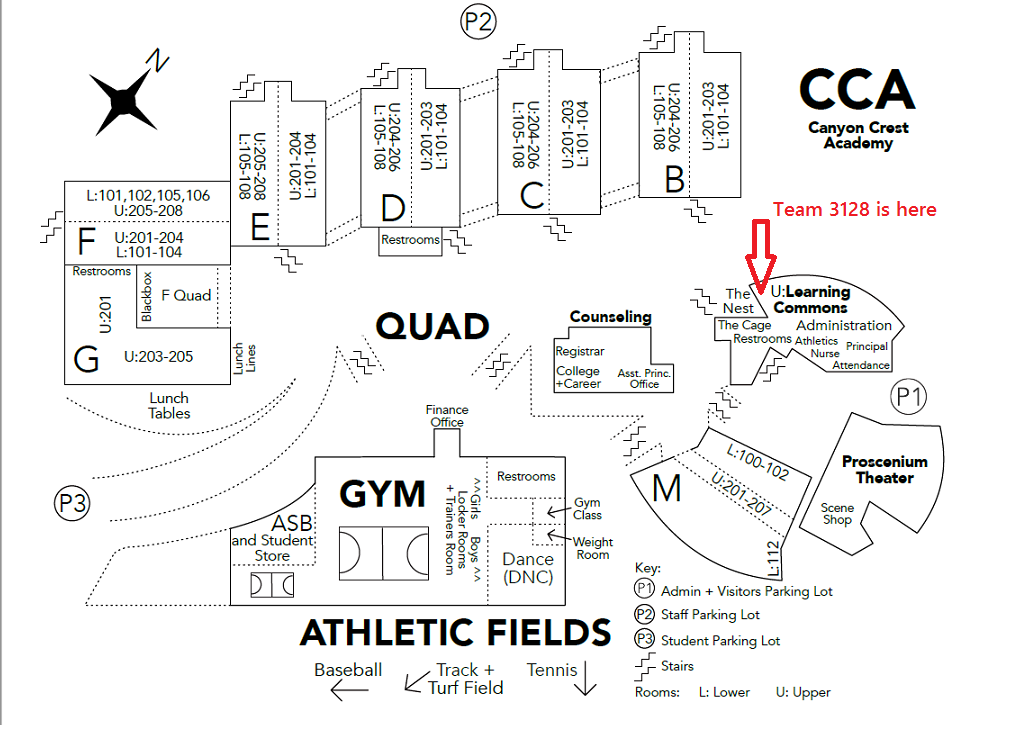 P2
N
CCA
Canyon Crest
Academy
U:205-208
L:105-108
U:201-204
L:101-104
E
U:204-206
L:105-108
U:201-203
L:101-104
D
Restrooms
U:204-206
L:105-108
U:201-203
L:101-104
C
U:204-206
L:105-108
U:201-203
L:101-104
B
L:101,102,105,106
U:205-208
F
U:201-204
L:101-104
Restrooms
U:201
Blackbox
F Quad
G
U:203-205
Lunch
Lines
Lunch
Tables
Team 3128 is here
The
Nest
U:Learning
Commons
The Cage
Restrooms
Administration
Athletics
Nurse
Principal
Attendance
QUAD
Counseling
Registrar
College
+Career
Asst. Princ.
Office
P1
Finance
Office
P3
GYM
ASB
and Student
Store
^^Girls
Locker Rooms
+ Trainers Room
Boys ^^
Restrooms
Gym
Class
Weight
Room
Dance
(DNC)
M
L:100-102
U:201-207
L:112
Proscenium
Theater
Scene
Shop
ATHLETIC FIELDS
Baseball
Track +
Turf Field
Tennis
Key:
P1 Admin + Visitors Parking Lot
P2 Staff Parking Lot
P3 Student Parking Lot
Stairs
Rooms: L: Lower U: Upper